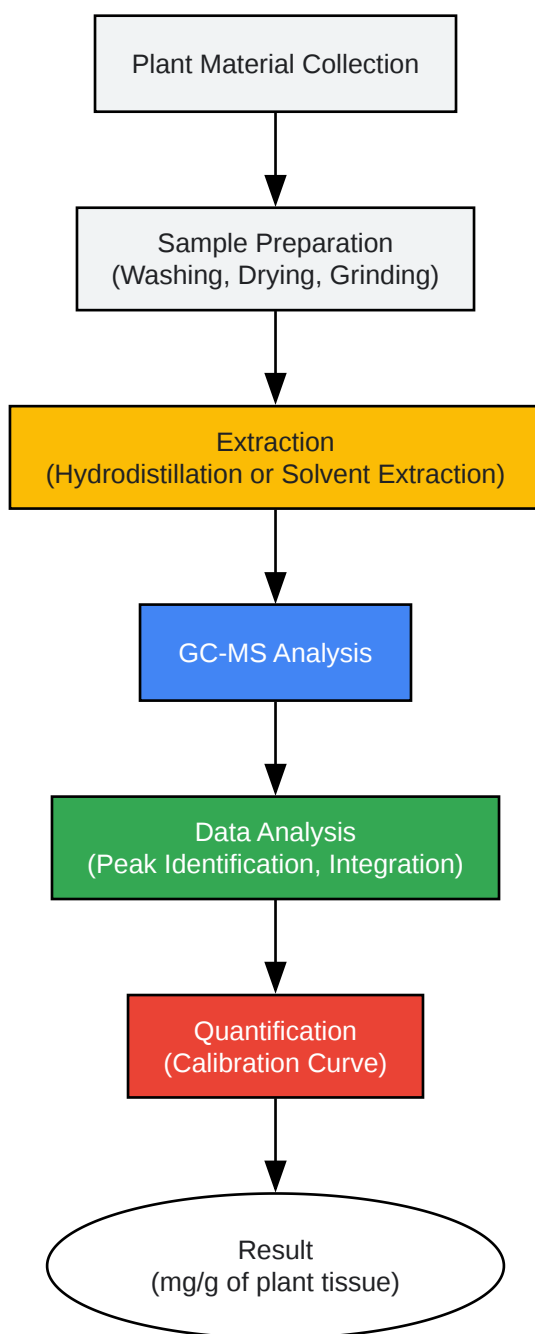 Plant Material Collection
Sample Preparation
(Washing, Drying, Grinding)
Extraction
(Hydrodistillation or Solvent Extraction)
GC-MS Analysis
Data Analysis
(Peak Identification, Integration)
Quantification
(Calibration Curve)
Result
(mg/g of plant tissue)